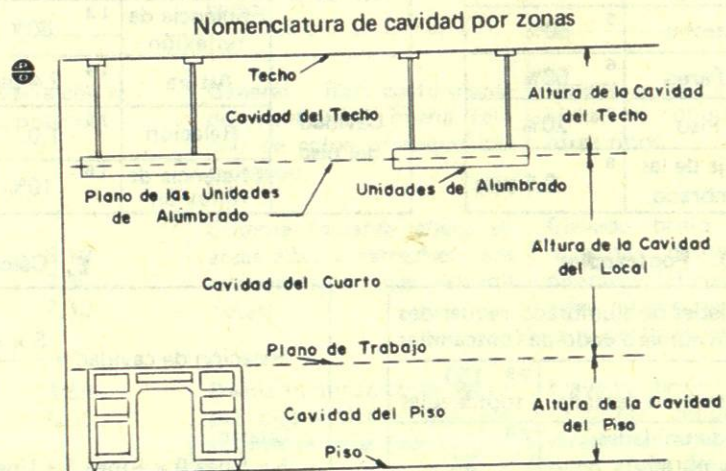 Nomenclatura de cavidad por zonas
Techo
Cavidad del Techo
Altura de la Cavidad
del Techo
Plano de las Unidades
de Alumbrado
Unidades de Alumbrado
Altura de la Cavidad
del Local
Cavidad del Cuarto
Plano de Trabajo
Cavidad del Piso
Altura de la Cavidad
del Piso
Piso